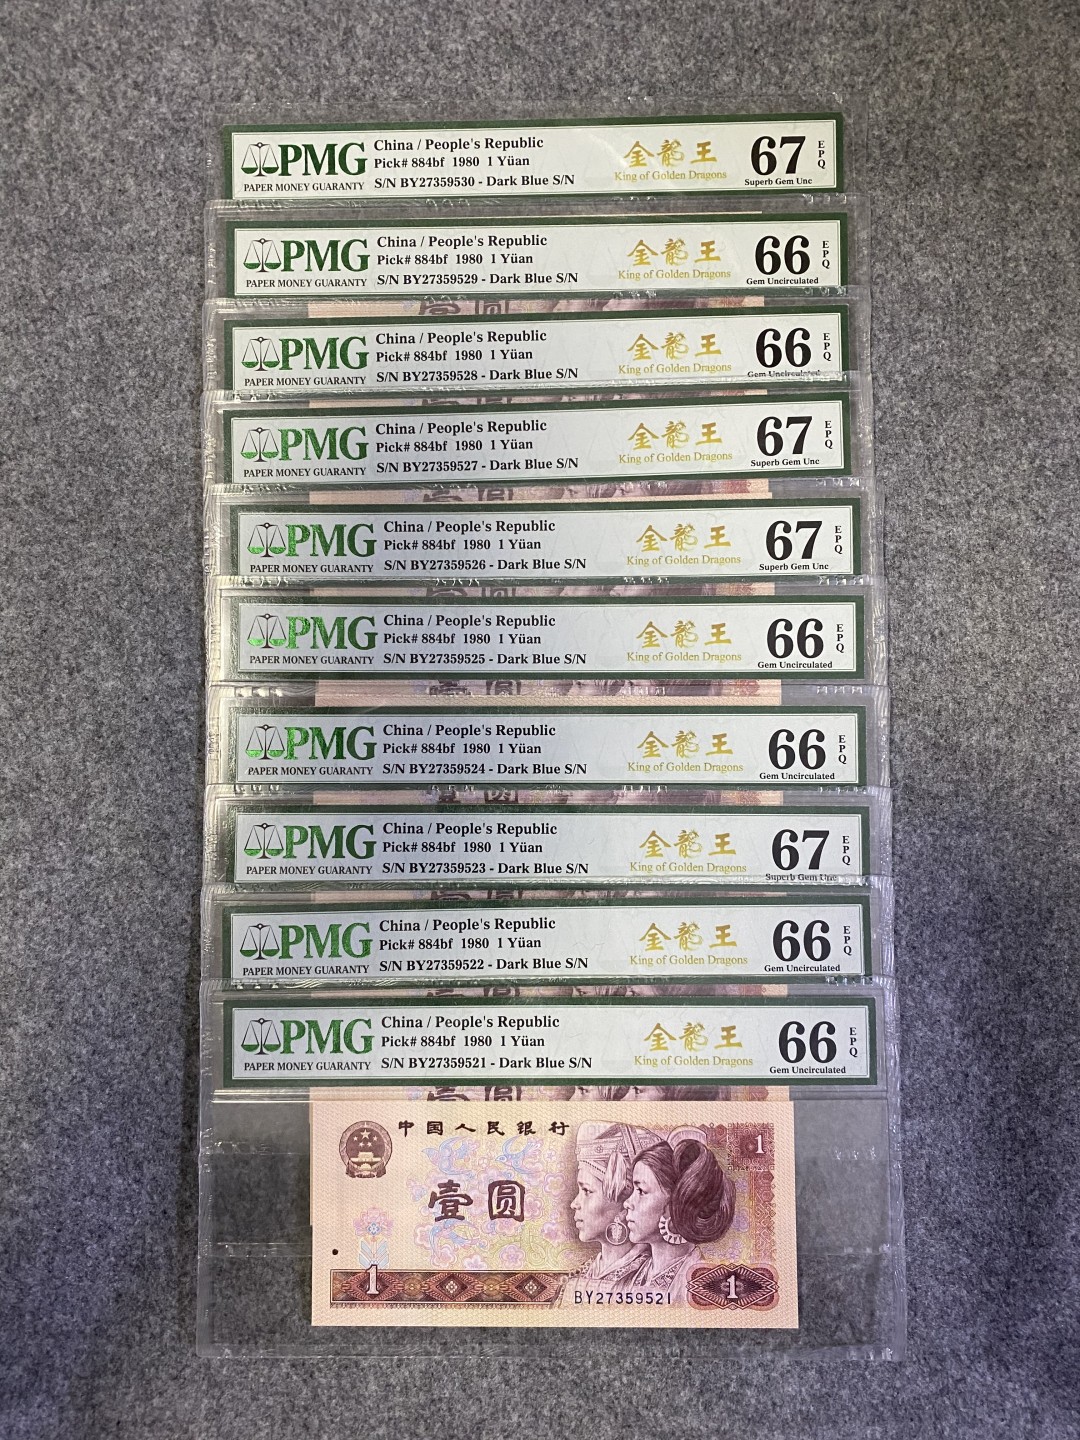 PMG
PAPER MONEY GUARANTY
China / People's Republic
Pick# 884bf 1980 1 Yüan
S/N BY27359530 - Dark Blue S/N
金龍王
King of Golden Dragons
67 EPQ
Superb Gem Unc
PMG
PAPER MONEY GUARANTY
China / People's Republic
Pick# 884bf 1980 1 Yüan
S/N BY27359529 - Dark Blue S/N
金龍王
King of Golden Dragons
66 EPQ
Gem Uncirculated
壹圆
PMG
PAPER MONEY GUARANTY
China / People's Republic
Pick# 884bf 1980 1 Yüan
S/N BY27359528 - Dark Blue S/N
金龍王
King of Golden Dragons
66 EPQ
Gem Uncirculated
PMG
PAPER MONEY GUARANTY
China / People's Republic
Pick# 884bf 1980 1 Yüan
S/N BY27359527 - Dark Blue S/N
金龍王
King of Golden Dragons
67 EPQ
Superb Gem Unc
壹圆
PMG
PAPER MONEY GUARANTY
China / People's Republic
Pick# 884bf 1980 1 Yüan
S/N BY27359526 - Dark Blue S/N
金龍王
King of Golden Dragons
67 EPQ
Superb Gem Unc
PMG
PAPER MONEY GUARANTY
China / People's Republic
Pick# 884bf 1980 1 Yüan
S/N BY27359525 - Dark Blue S/N
金龍王
King of Golden Dragons
66 EPQ
Gem Uncirculated
壹圆
PMG
PAPER MONEY GUARANTY
China / People's Republic
Pick# 884bf 1980 1 Yüan
S/N BY27359524 - Dark Blue S/N
金龍王
King of Golden Dragons
66 EPQ
Gem Uncirculated
PMG
PAPER MONEY GUARANTY
China / People's Republic
Pick# 884bf 1980 1 Yüan
S/N BY27359523 - Dark Blue S/N
金龍王
King of Golden Dragons
67 EPQ
Superb Gem Unc
PMG
PAPER MONEY GUARANTY
China / People's Republic
Pick# 884bf 1980 1 Yüan
S/N BY27359522 - Dark Blue S/N
金龍王
King of Golden Dragons
66 EPQ
Gem Uncirculated
PMG
PAPER MONEY GUARANTY
China / People's Republic
Pick# 884bf 1980 1 Yüan
S/N BY27359521 - Dark Blue S/N
金龍王
King of Golden Dragons
66 EPQ
Gem Uncirculated
壹圆
中国人民银行
1
壹圆
1
BY27359521
1